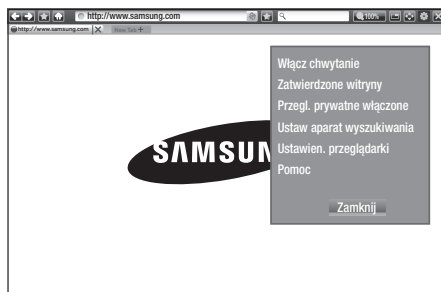 http://www.samsung.com
100%
http://www.samsung.com New Tab +
Włącz chwytanie
Zatwierdzone witryny
Przegl. prywatne włączone
Ustaw aparat wyszukiwania
Ustawien. przeglądarki
Pomoc
SAMSUN
Zamknij